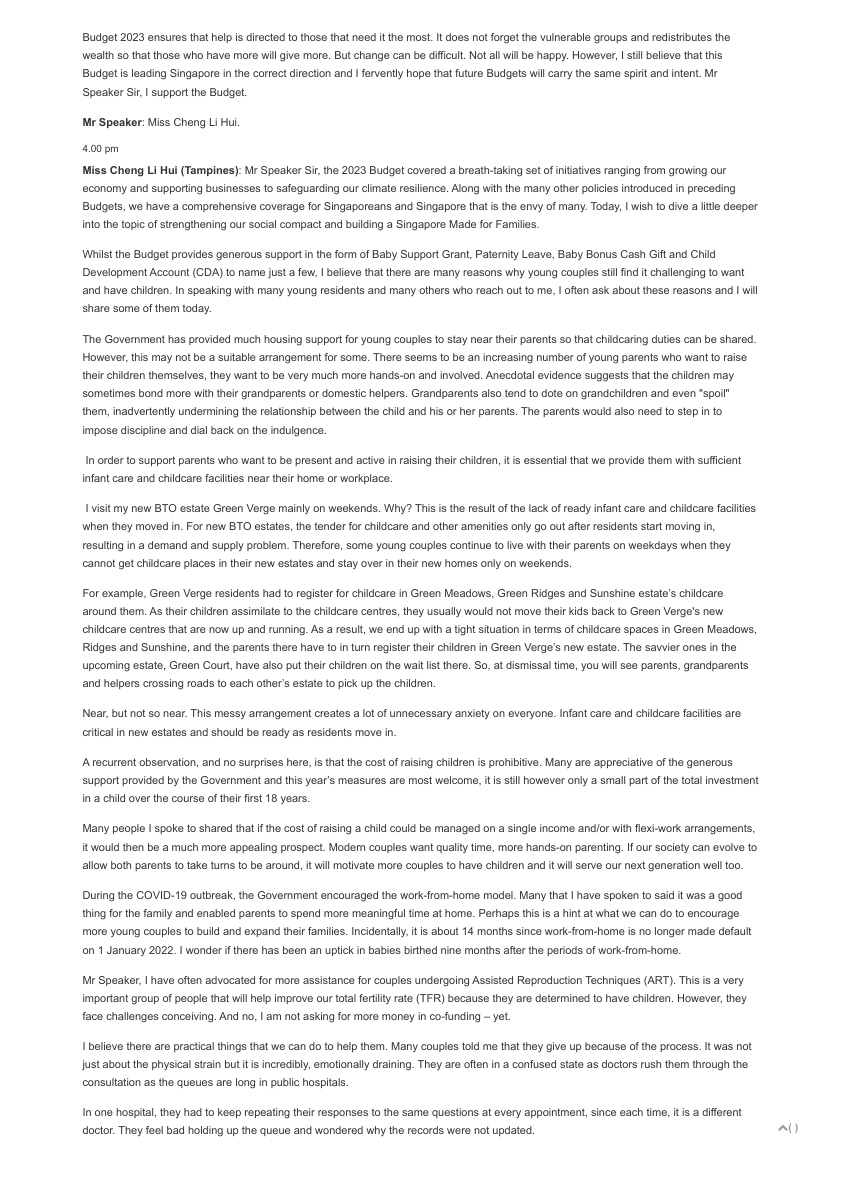 Budget 2023 ensures that help is directed to those that need it the most. It does not forget the vulnerable groups and redistributes the
wealth so that those who have more will give more. But change can be difficult. Not all will be happy. However, I still believe that this
Budget is leading Singapore in the correct direction and I fervently hope that future Budgets will carry the same spirit and intent. Mr
Speaker Sir, I support the Budget.
Mr Speaker: Miss Cheng Li Hui.
4.00 pm
Miss Cheng Li Hui (Tampines): Mr Speaker Sir, the 2023 Budget covered a breath-taking set of initiatives ranging from growing our
economy and supporting businesses to safeguarding our climate resilience. Along with the many other policies introduced in preceding
Budgets, we have a comprehensive coverage for Singaporeans and Singapore that is the envy of many. Today, I wish to dive a little deeper
into the topic of strengthening our social compact and building a Singapore Made for Families.
Whilst the Budget provides generous support in the form of Baby Support Grant, Paternity Leave, Baby Bonus Cash Gift and Child
Development Account (CDA) to name just a few, I believe that there are many reasons why young couples still find it challenging to want
and have children. In speaking with many young residents and many others who reach out to me, I often ask about these reasons and I will
share some of them today.
The Government has provided much housing support for young couples to stay near their parents so that childcaring duties can be shared.
However, this may not be a suitable arrangement for some. There seems to be an increasing number of young parents who want to raise
their children themselves, they want to be very much more hands-on and involved. Anecdotal evidence suggests that the children may
sometimes bond more with their grandparents or domestic helpers. Grandparents also tend to dote on grandchildren and even "spoil"
them, inadvertently undermining the relationship between the child and his or her parents. The parents would also need to step in to
impose discipline and dial back on the indulgence.
In order to support parents who want to be present and active in raising their children, it is essential that we provide them with sufficient
infant care and childcare facilities near their home or workplace.
I visit my new BTO estate Green Verge mainly on weekends. Why? This is the result of the lack of ready infant care and childcare facilities
when they moved in. For new BTO estates, the tender for childcare and other amenities only go out after residents start moving in,
resulting in a demand and supply problem. Therefore, some young couples continue to live with their parents on weekdays when they
cannot get childcare places in their new estates and stay over in their new homes only on weekends.
For example, Green Verge residents had to register for childcare in Green Meadows, Green Ridges and Sunshine estate’s childcare
around them. As their children assimilate to the childcare centres, they usually would not move their kids back to Green Verge's new
childcare centres that are now up and running. As a result, we end up with a tight situation in terms of childcare spaces in Green Meadows,
Ridges and Sunshine, and the parents there have to in turn register their children in Green Verge’s new estate. The savvier ones in the
upcoming estate, Green Court, have also put their children on the wait list there. So, at dismissal time, you will see parents, grandparents
and helpers crossing roads to each other’s estate to pick up the children.
Near, but not so near. This messy arrangement creates a lot of unnecessary anxiety on everyone. Infant care and childcare facilities are
critical in new estates and should be ready as residents move in.
A recurrent observation, and no surprises here, is that the cost of raising children is prohibitive. Many are appreciative of the generous
support provided by the Government and this year’s measures are most welcome, it is still however only a small part of the total investment
in a child over the course of their first 18 years.
Many people I spoke to shared that if the cost of raising a child could be managed on a single income and/or with flexi-work arrangements,
it would then be a much more appealing prospect. Modern couples want quality time, more hands-on parenting. If our society can evolve to
allow both parents to take turns to be around, it will motivate more couples to have children and it will serve our next generation well too.
During the COVID-19 outbreak, the Government encouraged the work-from-home model. Many that I have spoken to said it was a good
thing for the family and enabled parents to spend more meaningful time at home. Perhaps this is a hint at what we can do to encourage
more young couples to build and expand their families. Incidentally, it is about 14 months since work-from-home is no longer made default
on 1 January 2022. I wonder if there has been an uptick in babies birthed nine months after the periods of work-from-home.
Mr Speaker, I have often advocated for more assistance for couples undergoing Assisted Reproduction Techniques (ART). This is a very
important group of people that will help improve our total fertility rate (TFR) because they are determined to have children. However, they
face challenges conceiving. And no, I am not asking for more money in co-funding – yet.
I believe there are practical things that we can do to help them. Many couples told me that they give up because of the process. It was not
just about the physical strain but it is incredibly, emotionally draining. They are often in a confused state as doctors rush them through the
consultation as the queues are long in public hospitals.
In one hospital, they had to keep repeating their responses to the same questions at every appointment, since each time, it is a different
doctor. They feel bad holding up the queue and wondered why the records were not updated.
( )